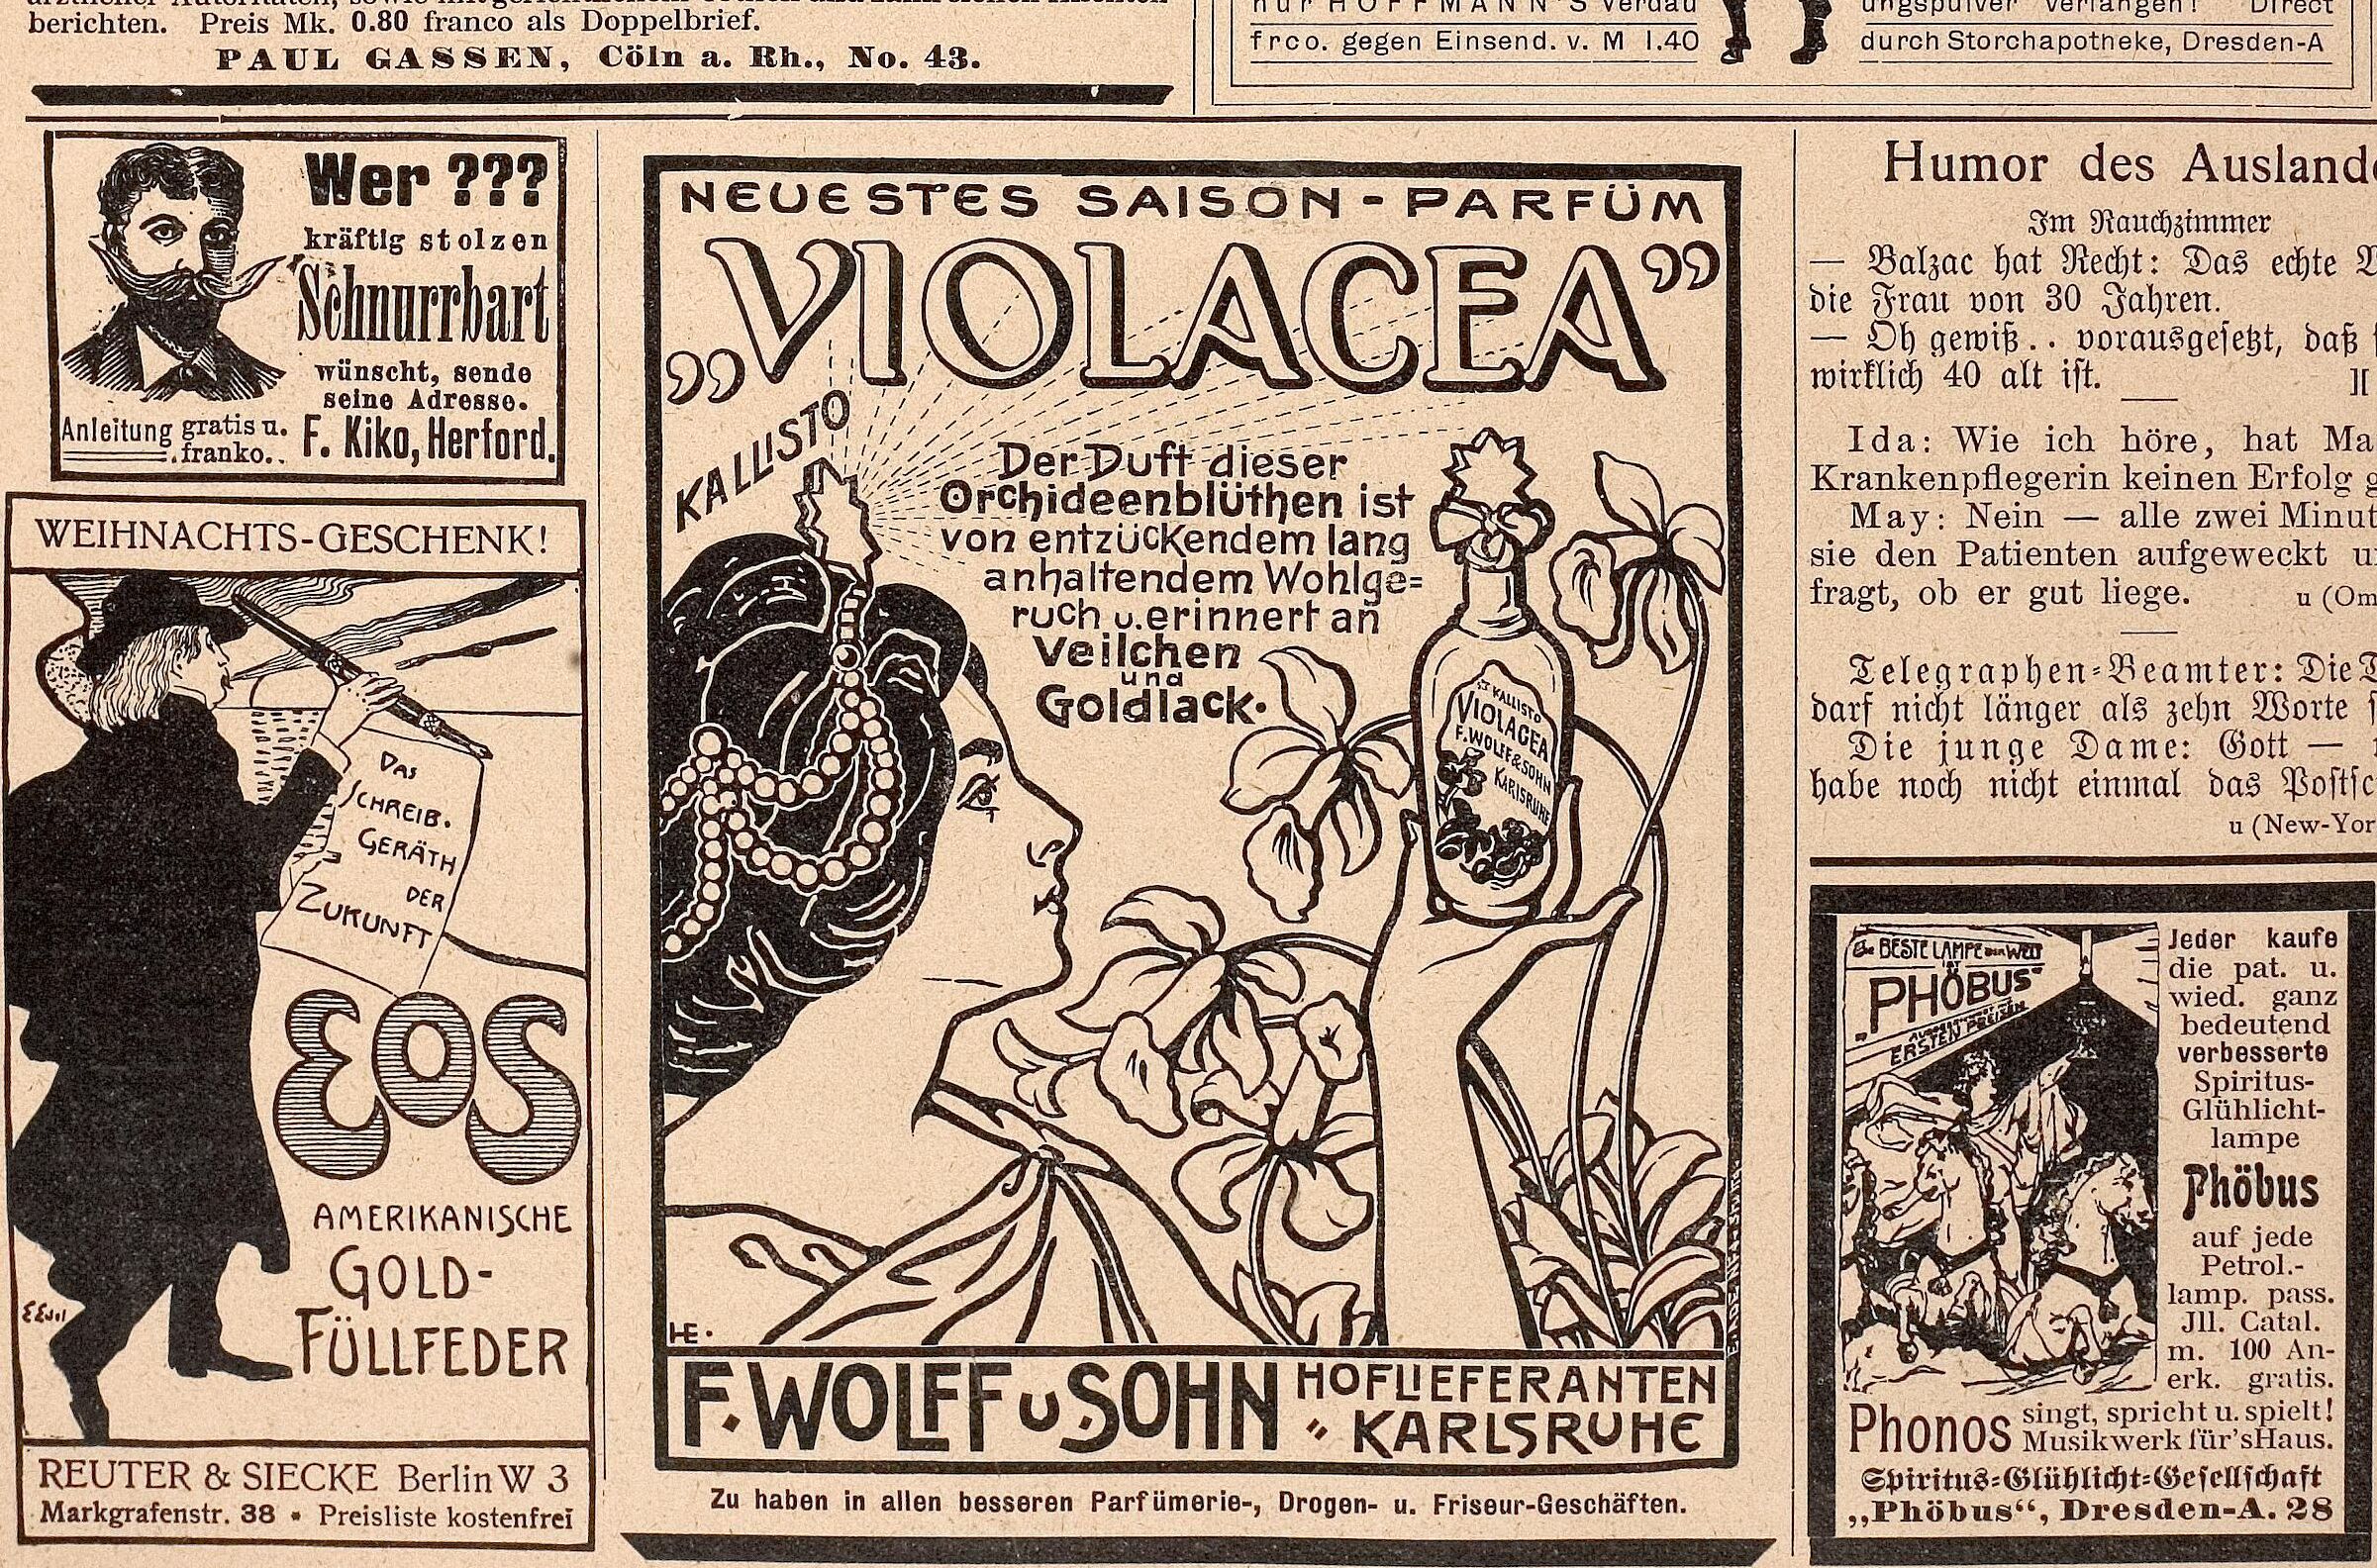 berichten. Preis Mk. 0.80 franco als Doppelbrief.
PAUL GASSEN, Cöln a. Rh., No. 43.
nur HOFFMANN'S Verdau
frco. gegen Einsend. v. M 1.40
ungspulver verlangen! Direct
durch Storchapotheke, Dresden-A
Wer ???
kräftig stolzen
Schnurrbart
wünscht, sende
seine Adresse.
Anleitung gratis u.
franko.
F. Kiko, Herford.
WEIHNACHTS-GESCHENK!
DAS
SCHREIB.
GERÄTH
DER
ZUKUNFT
EOS
AMERIKANISCHE
GOLD-
FÜLLFEDER
REUTER & SIECKE Berlin W 3
Markgrafenstr. 38 • Preisliste kostenfrei
NEUESTES SAISON-PARFÜM
„VIOLACEA”
KALLISTO
Der Duft dieser
Orchideenblüthen ist
von entzückendem lang
anhaltendem Wohlge=
ruch u. erinnert an
Veilchen
und
Goldlack.
KALLISTO
VIOLACEA
F. WOLFF & SOHN
KARLSRUHE
HE.
F. WOLFF u. SOHN HOFLIEFERANTEN
KARLSRUHE
Zu haben in allen besseren Parfümerie-, Drogen- u. Friseur-Geschäften.
Humor des Auslande
Im Rauchzimmer
— Balzac hat Recht: Das echte
die Frau von 30 Jahren.
— Oh gewiß.. vorausgesetzt, daß
wirklich 40 alt ist.
Ida: Wie ich höre, hat Ma
Krankenpflegerin keinen Erfolg g
May: Nein — alle zwei Minut
sie den Patienten aufgeweckt u
fragt, ob er gut liege. u (Om
Telegraphen-Beamter: Die
darf nicht länger als zehn Worte
Die junge Dame: Gott —
habe noch nicht einmal das Postsc
u (New-Yor
Die BESTE LAMPE DER WELT
IST
„PHÖBUS“
ERSTEN PREISEN
Jeder kaufe
die pat. u.
wied. ganz
bedeutend
verbesserte
Spiritus-
Glühlicht-
lampe
Phöbus
auf jede
Petrol.-
lamp. pass.
Jll. Catal.
m. 100 An-
erk. gratis.
Phonos singt, spricht u. spielt!
Musikwerk für'sHaus.
Spiritus-Glühlicht-Gesellschaft
„Phöbus“, Dresden-A. 28